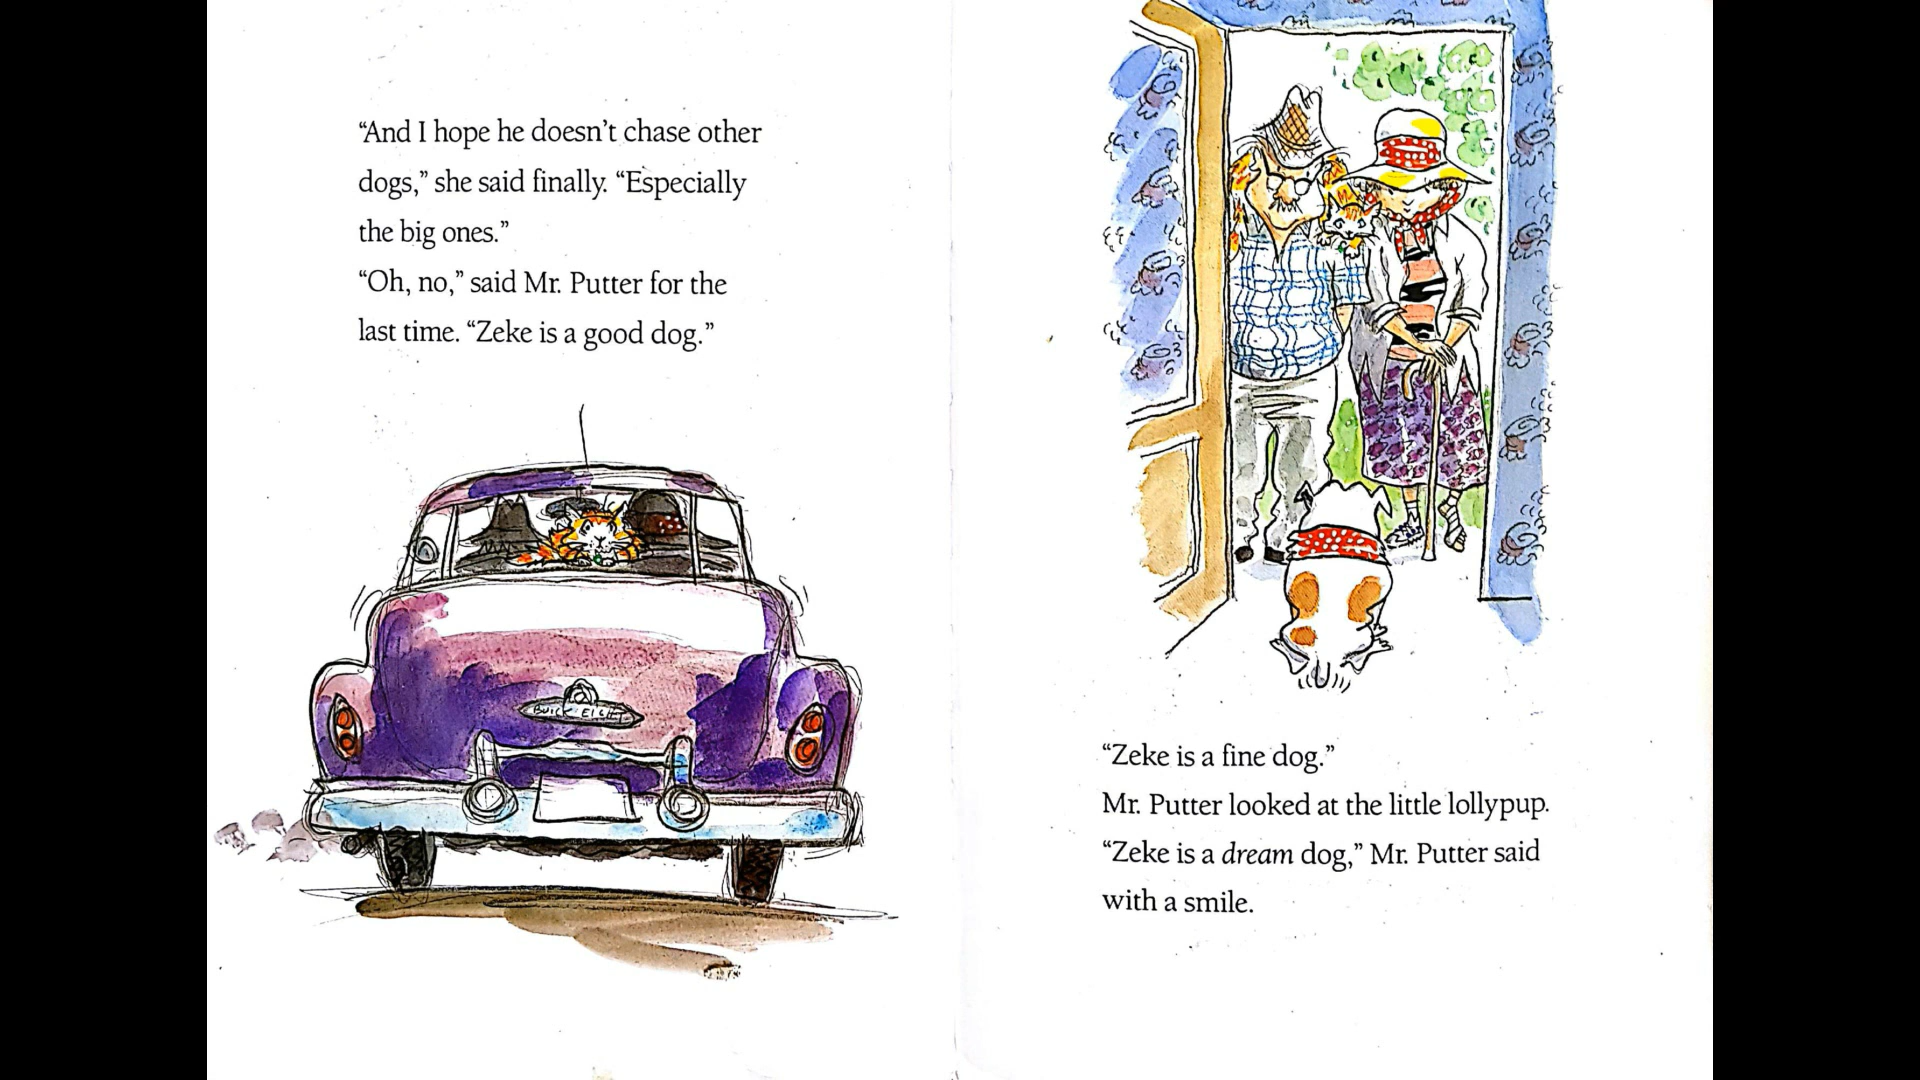 “And I hope he doesn’t chase other
dogs,” she said finally. “Especially
the big ones.”
“Oh, no,” said Mr. Putter for the
last time. “Zeke is a good dog.”
BUICK EIGHT
“Zeke is a fine dog.”
Mr. Putter looked at the little lollypup.
“Zeke is a dream dog,” Mr. Putter said
with a smile.